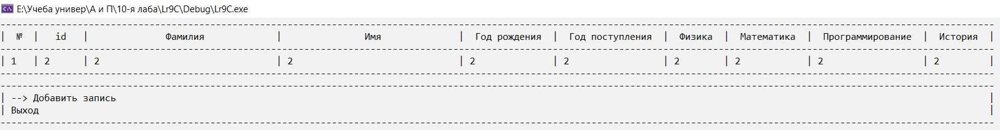 E:\Учеба универ\А и П\10-я лаба\Lr9C\Debug\Lr9C.exe
| № | id | Фамилия | Имя | Год рождения | Год поступления | Физика | Математика | Программирование | История |
| 1 | 2 | 2 | 2 | 2 | 2 | 2 | 2 | 2 | 2 |
| --> Добавить запись |
| Выход |